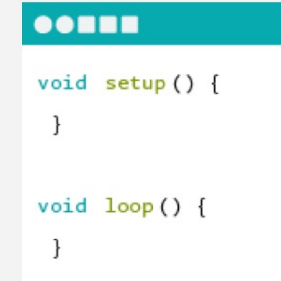 void setup() {
}
void loop() {
}